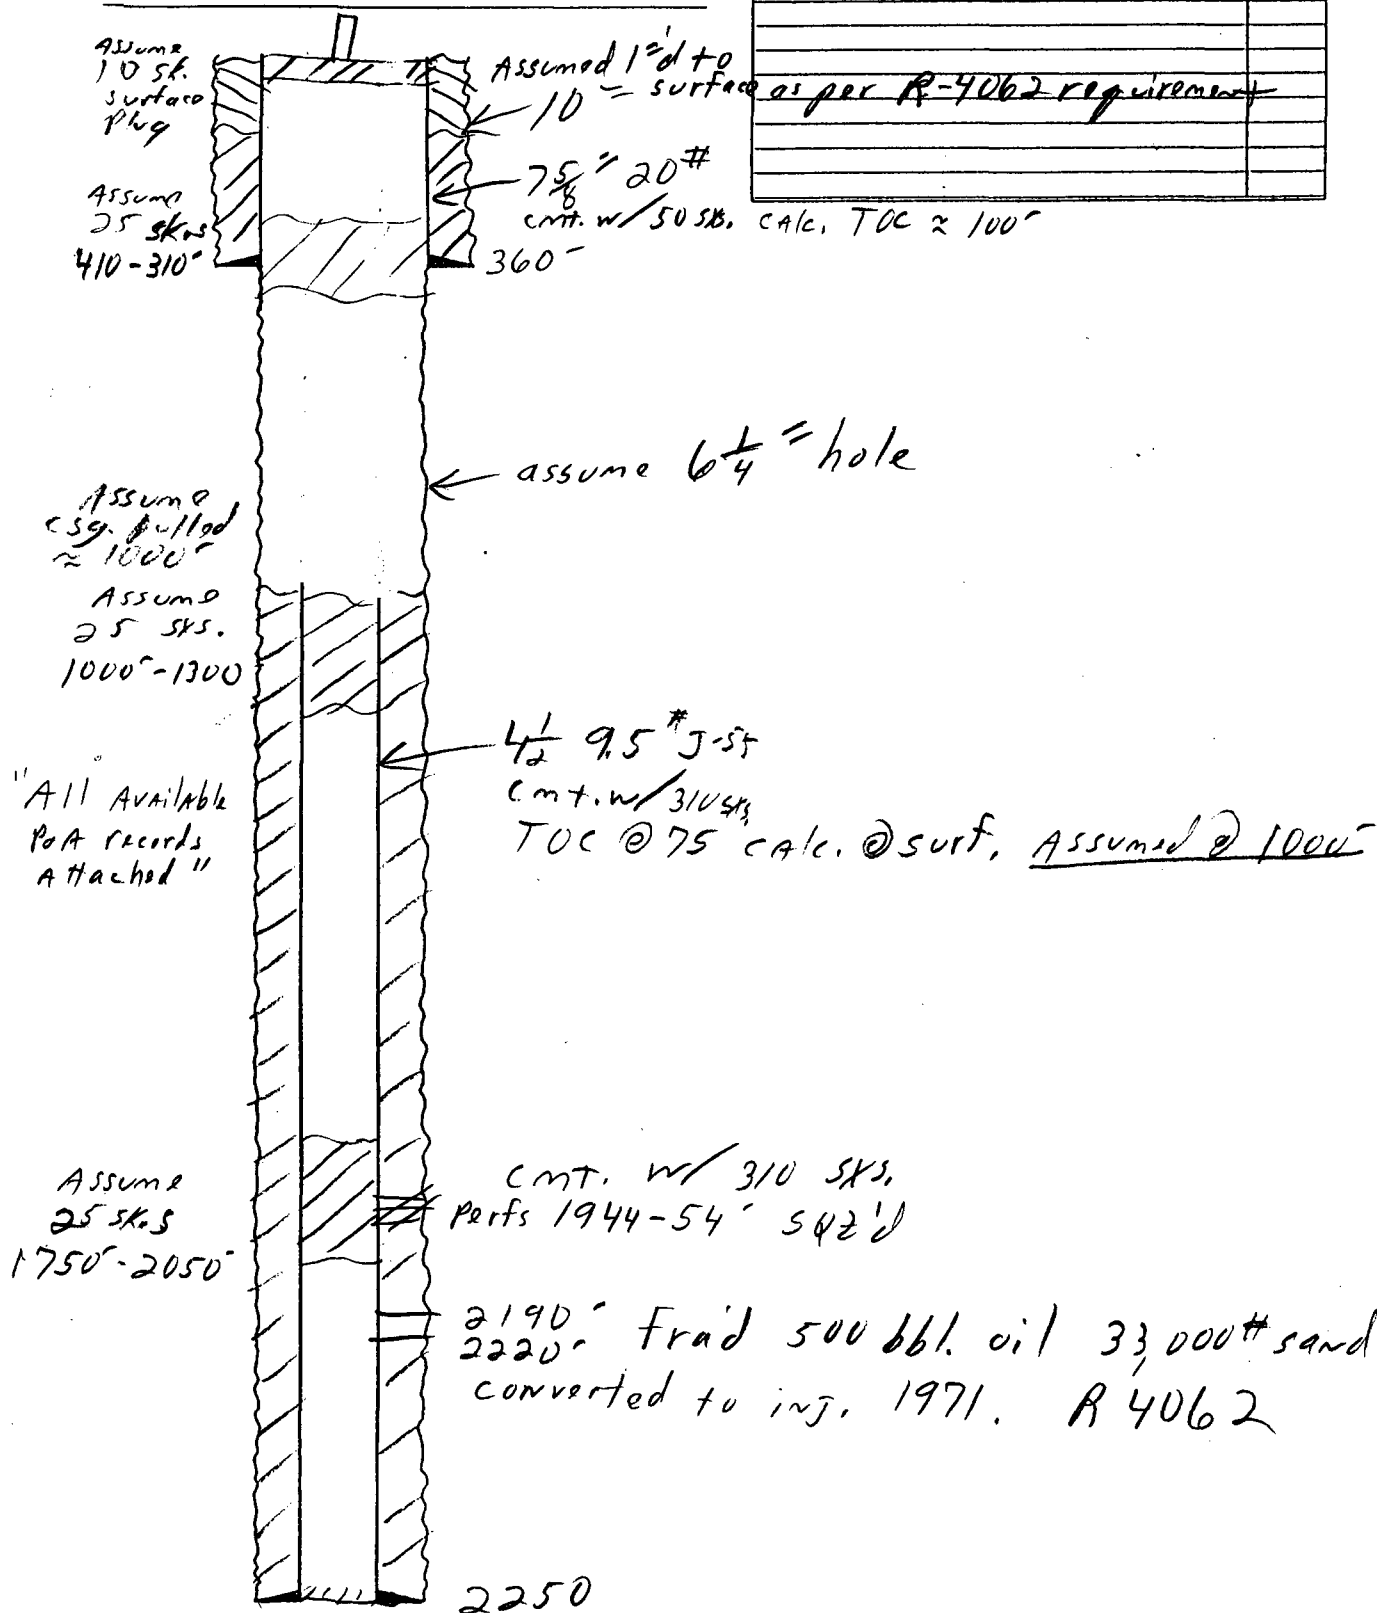 Assume
10 sk.
surface
Plug
Assumed 1"'d to
surface as per R-4062 requirement
10"
7 5/8" 20#
cmt. w/ 50 sks. CAlc. TOC ≈ 100'
Assume
25 sks
410-310'
360'
assume 6 1/4" hole
Assume
csg. pulled
≈ 1000'
Assume
25 sxs.
1000'-1300
4 1/2 9.5# J-55
Cmt. w/ 310 sxs,
TOC @ 75 CAlc. @ surf. Assumed @ 1000'
"All AvAilAble
PoA records
AttAched"
Assume
25 sks
1750'-2050'
Cmt. w/ 310 sxs.
Perfs 1944-54' sqz'd
2190'
2220' Frac'd 500 bbl. oil 33,000# sand
converted to inj. 1971. R 4062
2250